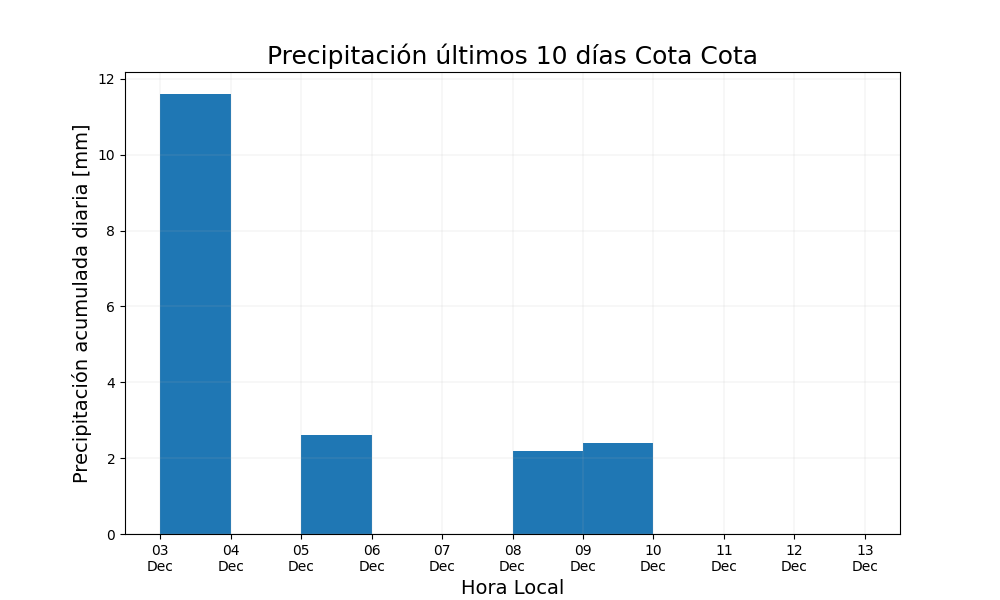 Precipitación últimos 10 días Cota Cota
Precipitación acumulada diaria [mm]
12
10
8
6
4
2
0
03 Dec
04 Dec
05 Dec
06 Dec
07 Dec
08 Dec
09 Dec
10 Dec
11 Dec
12 Dec
13 Dec
Hora Local